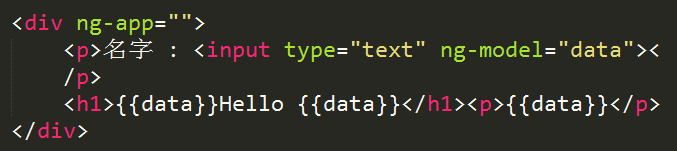 <div ng-app="">
<p>名字 : <input type="text" ng-model="data"><
/p>
<h1>{{data}}Hello {{data}}</h1><p>{{data}}</p>
</div>